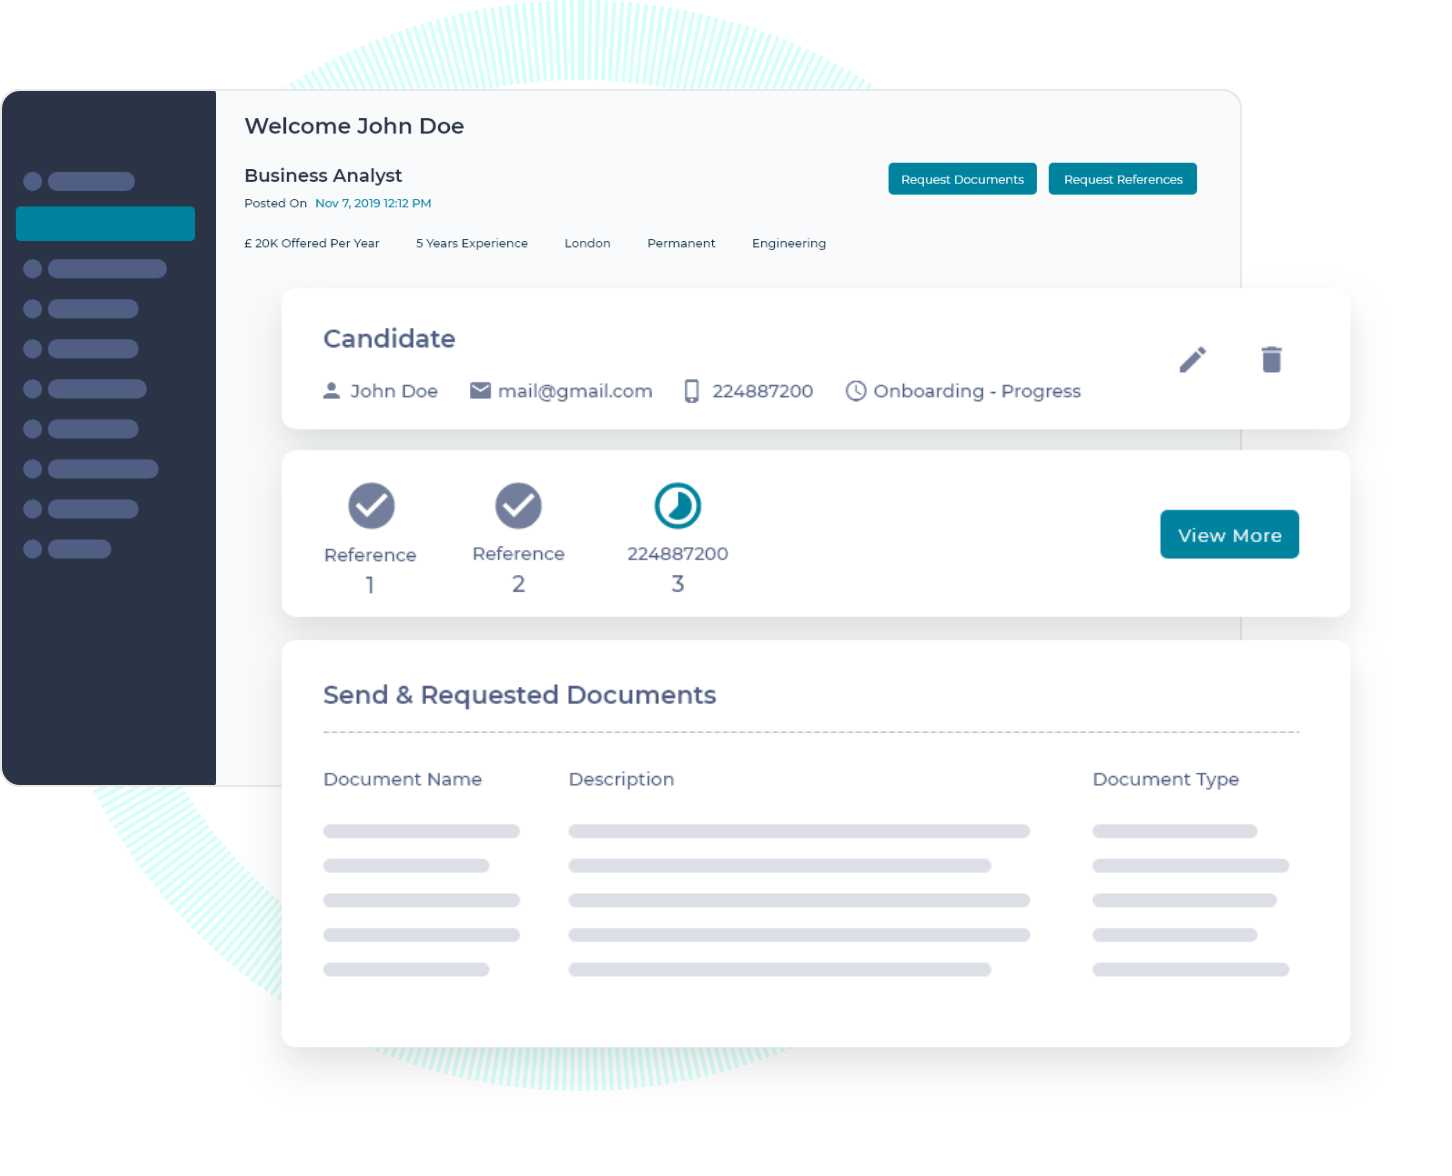 Welcome John Doe
Business Analyst
Request Documents
Request References
Posted On Nov 7, 2019 12:12 PM
£ 20K Offered Per Year 5 Years Experience London Permanent Engineering
Candidate
John Doe mail@gmail.com 224887200 Onboarding - Progress
Reference Reference 224887200
1 2 3
View More
Send & Requested Documents
Document Name Description Document Type